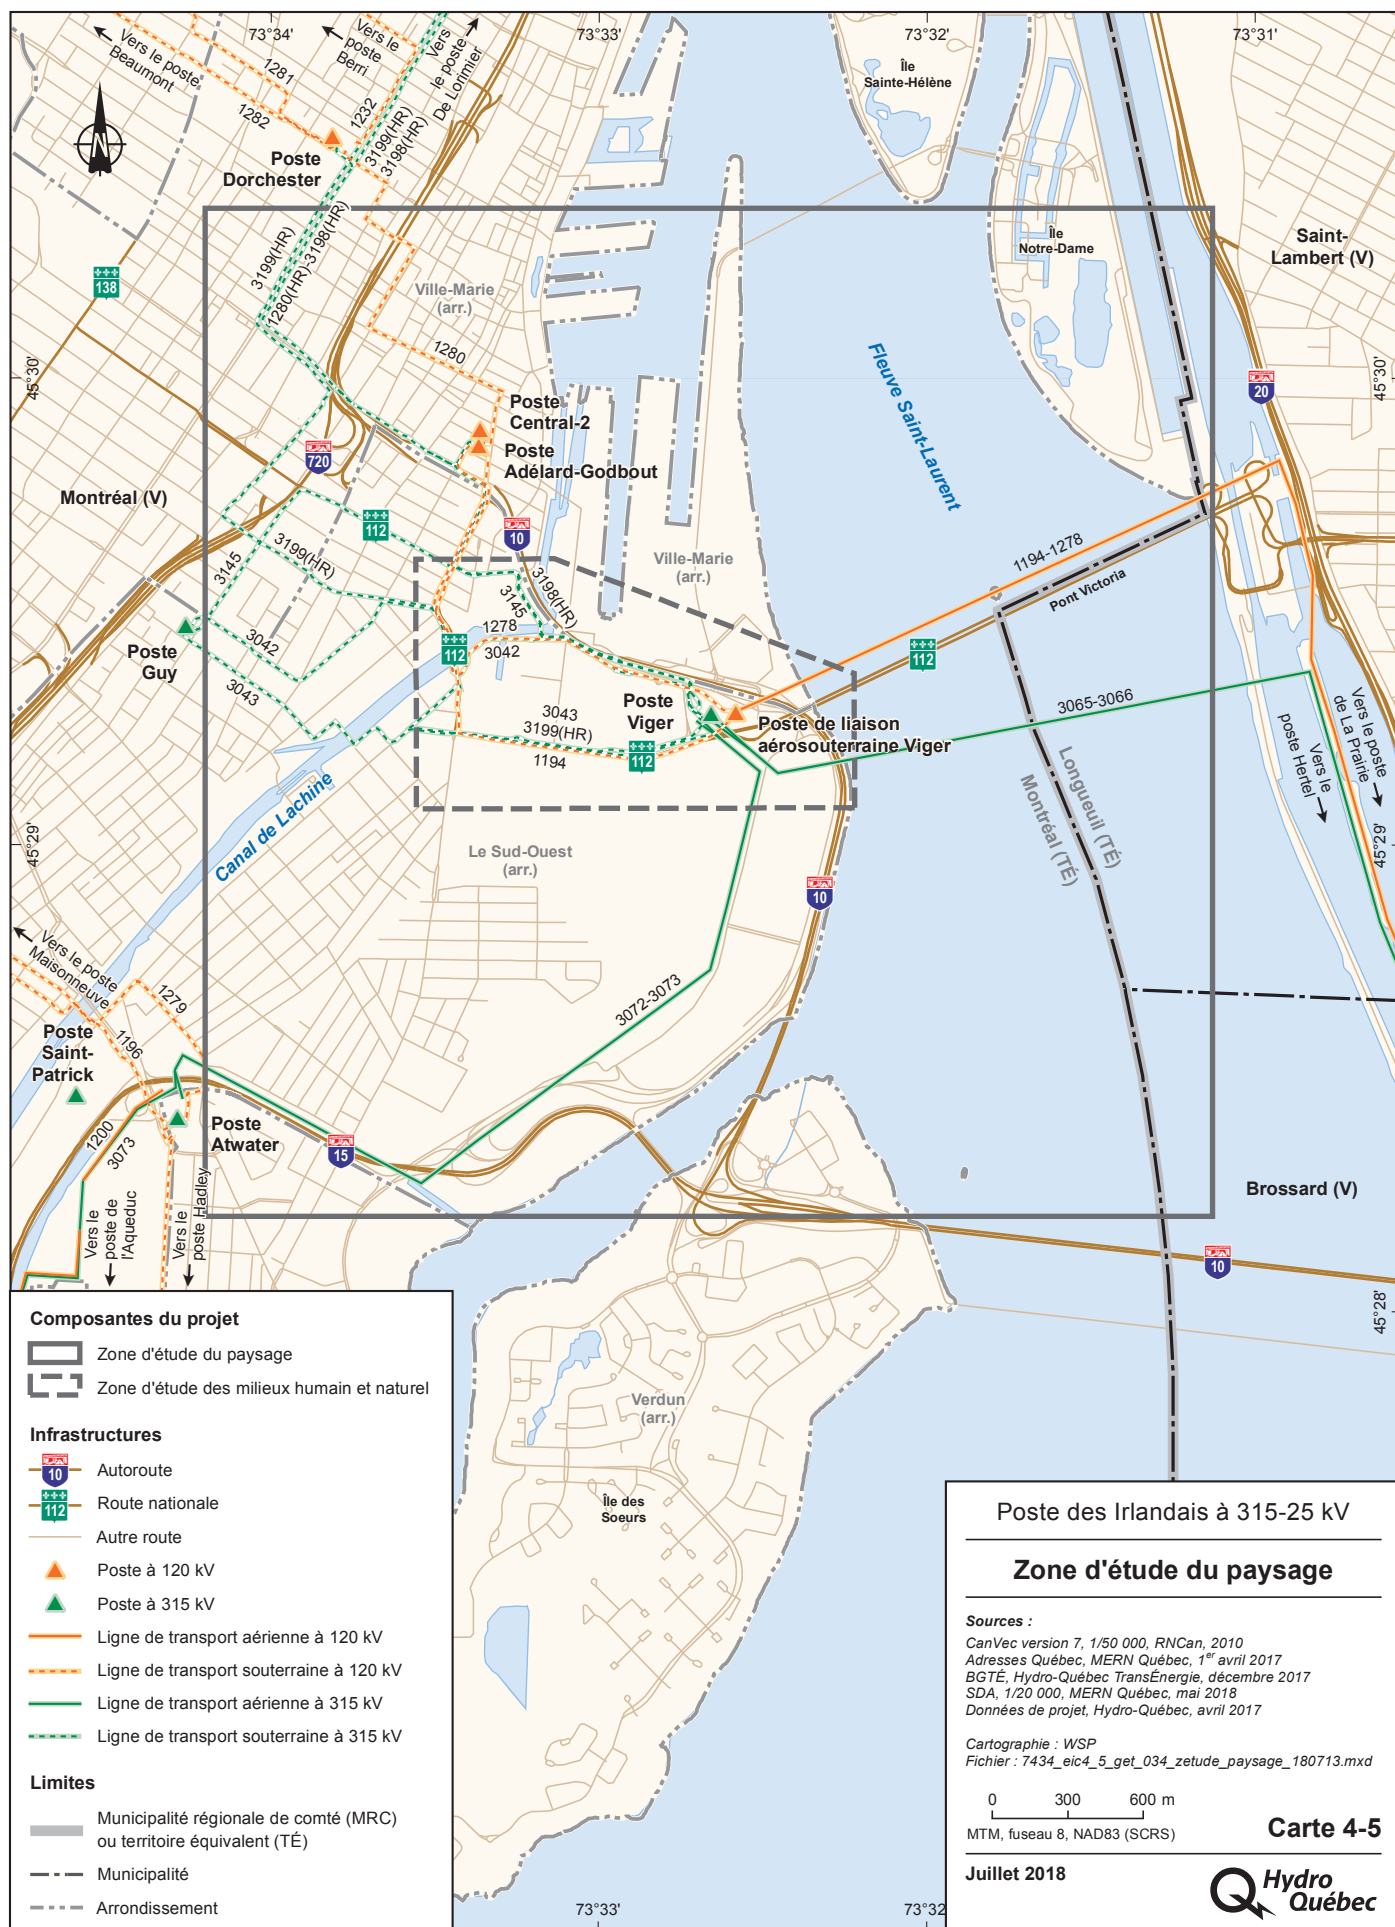 73°34'
73°33'
73°32'
73°31'
Vers le poste
Beaumont
Vers le
poste
Berri
Vers
le poste
De Lorimier
1281
1282
1232
3199(HR)
3198(HR)
Poste
Dorchester
Île
Sainte-Hélène
Île
Notre-Dame
Saint-
Lambert (V)
138
3199(HR)
1280(HR)-3198(HR)
Ville-Marie
(arr.)
1280
45°30'
45°30'
20
Fleuve Saint-Laurent
Poste
Central-2
Poste
Adélard-Godbout
720
Montréal (V)
112
10
3199(HR)
3145
Ville-Marie
(arr.)
1194-1278
Pont Victoria
3145
3198(HR)
1278
3042
112
112
Poste
Guy
3042
3043
Poste
Viger
3043
3199(HR)
1194
112
Poste de liaison
aérosouterraine Viger
3065-3066
Vers le poste
de La Prairie
Vers le
poste Hertel
Longueuil (TÉ)
Montréal (TÉ)
Canal de Lachine
45°29'
45°29'
Le Sud-Ouest
(arr.)
10
Vers le poste
Maisonneuve
1279
3072-3073
Poste
Saint-
Patrick
1196
Poste
Atwater
1200
3073
15
Vers le
poste de
l'Aqueduc
Vers le
poste Hadley
Brossard (V)
10
45°28'
Verdun
(arr.)
Île des
Soeurs
73°33'
73°32
Composantes du projet
Zone d'étude du paysage
Zone d'étude des milieux humain et naturel
Infrastructures
10
Autoroute
112
Route nationale
Autre route
Poste à 120 kV
Poste à 315 kV
Ligne de transport aérienne à 120 kV
Ligne de transport souterraine à 120 kV
Ligne de transport aérienne à 315 kV
Ligne de transport souterraine à 315 kV
Limites
Municipalité régionale de comté (MRC)
ou territoire équivalent (TÉ)
Municipalité
Arrondissement
Poste des Irlandais à 315-25 kV
Zone d'étude du paysage
Sources :
CanVec version 7, 1/50 000, RNCan, 2010
Adresses Québec, MERN Québec, 1er avril 2017
BGTÉ, Hydro-Québec TransÉnergie, décembre 2017
SDA, 1/20 000, MERN Québec, mai 2018
Données de projet, Hydro-Québec, avril 2017
Cartographie : WSP
Fichier : 7434_eic4_5_get_034_zetude_paysage_180713.mxd
0 300 600 m
MTM, fuseau 8, NAD83 (SCRS)
Carte 4-5
Juillet 2018
Hydro
Québec
N